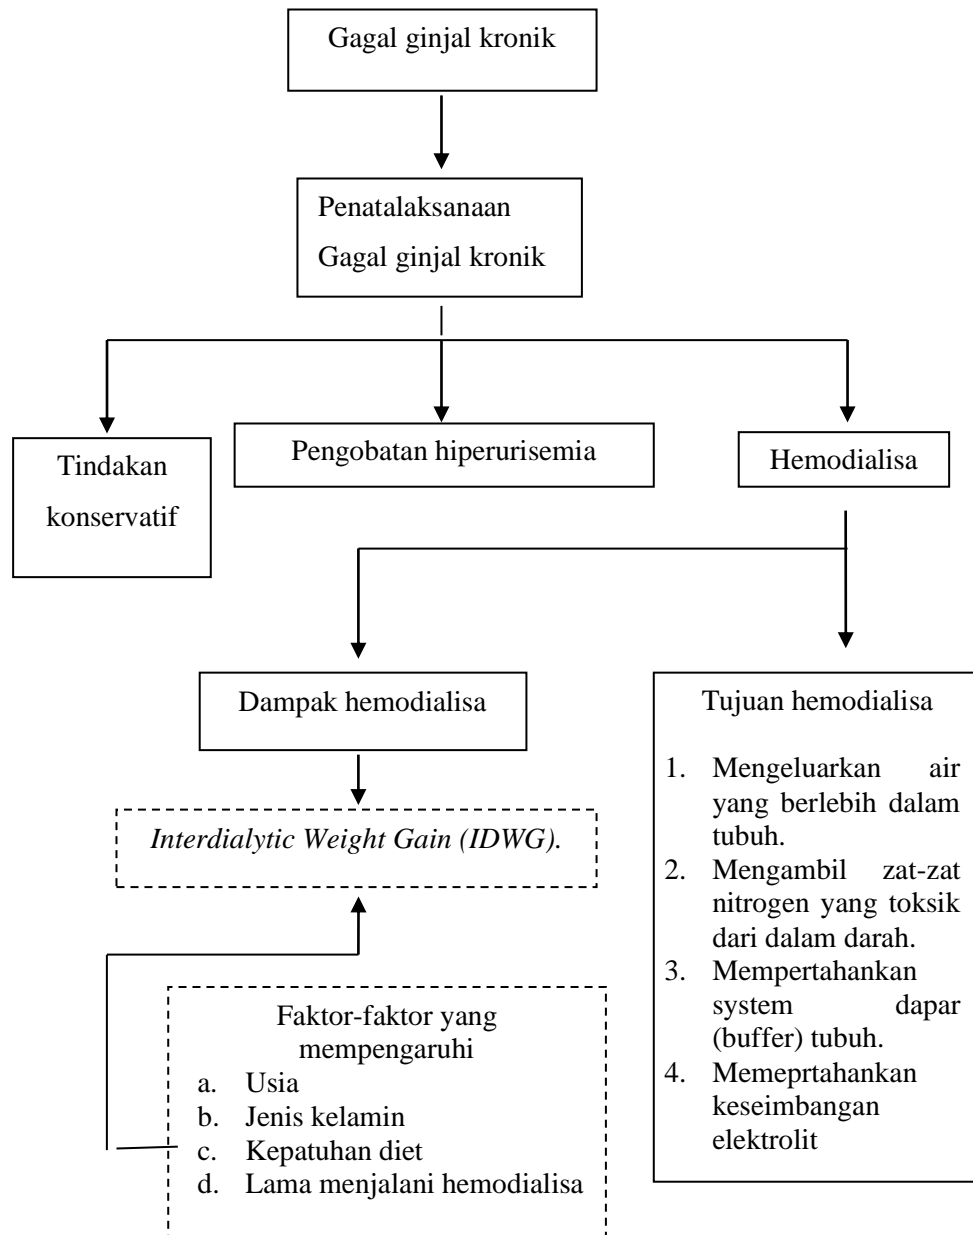 Gagal ginjal kronik
Penatalaksanaan
Gagal ginjal kronik
Tindakan
konservatif
Pengobatan hiperurisemia
Hemodialisa
Dampak hemodialisa
Interdialytic Weight Gain (IDWG).
Faktor-faktor yang
mempengaruhi
a. Usia
b. Jenis kelamin
c. Kepatuhan diet
d. Lama menjalani hemodialisa
Tujuan hemodialisa
1. Mengeluarkan air
yang berlebih dalam
tubuh.
2. Mengambil zat-zat
nitrogen yang toksik
dari dalam darah.
3. Mempertahankan
system dapar
(buffer) tubuh.
4. Memeprtahankan
keseimbangan
elektrolit